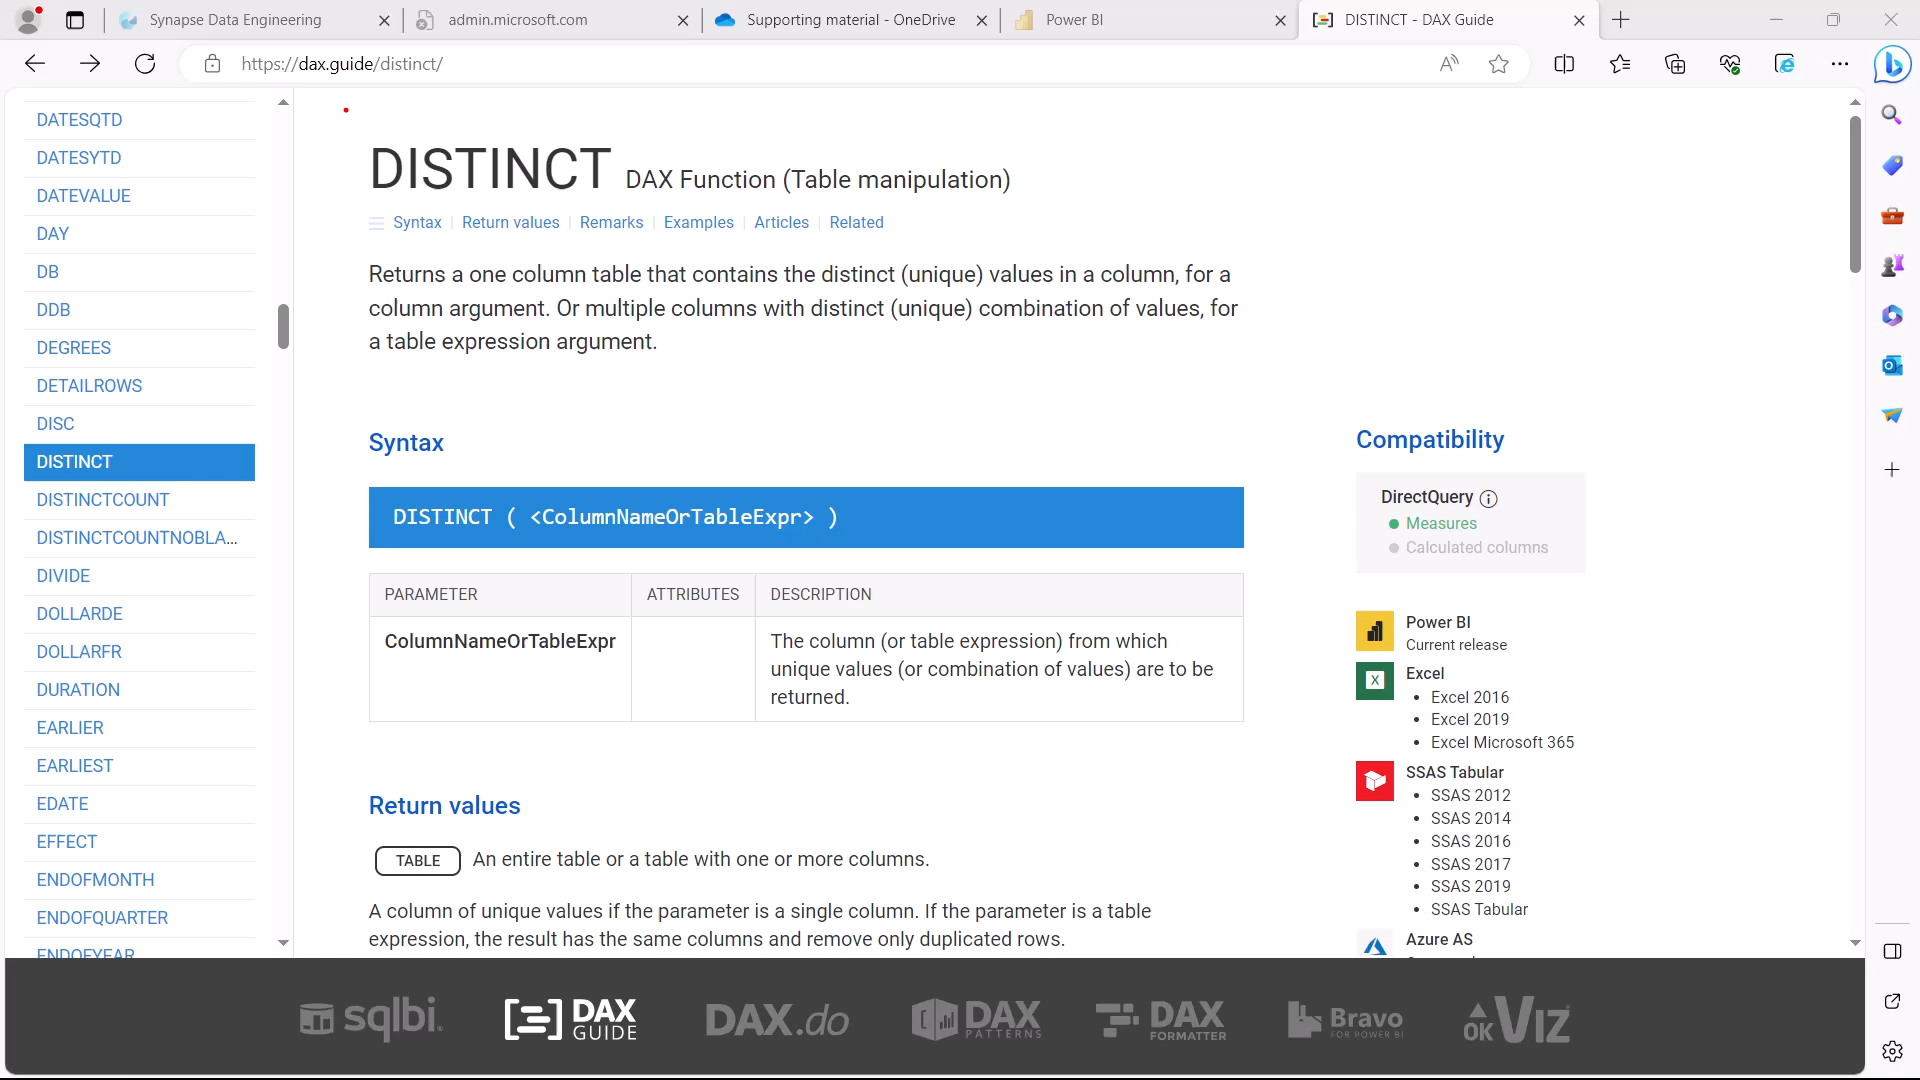 Synapse Data Engineering
admin.microsoft.com
Supporting material - OneDrive
Power BI
DISTINCT - DAX Guide
https://dax.guide/distinct/
DATESQTD
DATESYTD
DATEVALUE
DAY
DB
DDB
DEGREES
DETAILROWS
DISC
DISTINCT
DISTINCTCOUNT
DISTINCTCOUNTNOBLA...
DIVIDE
DOLLARDE
DOLLARFR
DURATION
EARLIER
EARLIEST
EDATE
EFFECT
ENDOFMONTH
ENDOFQUARTER
ENDOFYEAR
DISTINCT DAX Function (Table manipulation)
Syntax | Return values | Remarks | Examples | Articles | Related
Returns a one column table that contains the distinct (unique) values in a column, for a
column argument. Or multiple columns with distinct (unique) combination of values, for
a table expression argument.
Syntax
DISTINCT ( <ColumnNameOrTableExpr> )
PARAMETER ATTRIBUTES DESCRIPTION
ColumnNameOrTableExpr
The column (or table expression) from which
unique values (or combination of values) are to be
returned.
Return values
TABLE An entire table or a table with one or more columns.
A column of unique values if the parameter is a single column. If the parameter is a table
expression, the result has the same columns and remove only duplicated rows.
Compatibility
DirectQuery
Measures
Calculated columns
Power BI
Current release
Excel
• Excel 2016
• Excel 2019
• Excel Microsoft 365
SSAS Tabular
• SSAS 2012
• SSAS 2014
• SSAS 2016
• SSAS 2017
• SSAS 2019
• SSAS Tabular
Azure AS
sqlbi.
DAX
GUIDE
DAX.do
DAX
PATTERNS
DAX
FORMATTER
Bravo
FOR POWER BI
OK VIZ